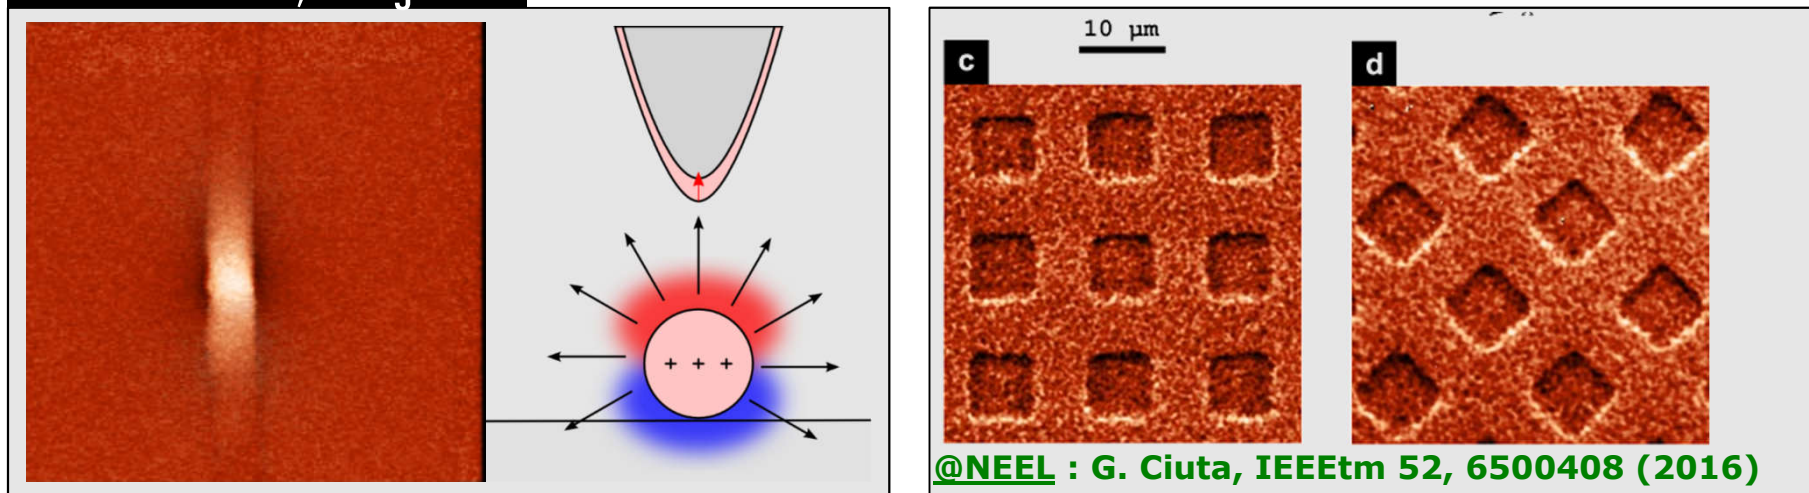 + + +
10 µm
c
d
@NEEL : G. Ciuta, IEEEtm 52, 6500408 (2016)